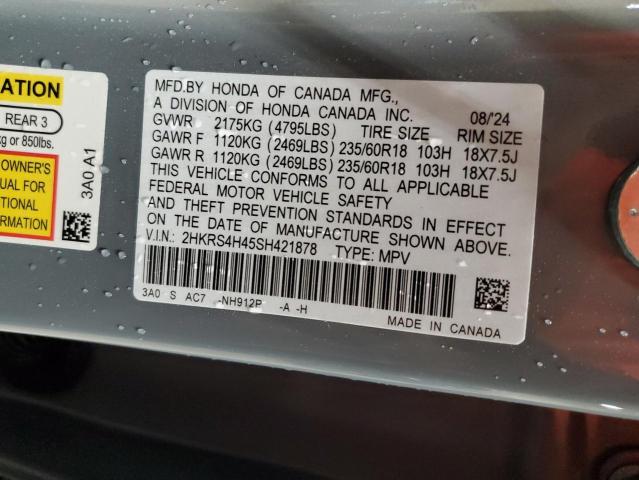 ATION
REAR 3
kg or 850lbs.
OWNER'S
UAL FOR
TIONAL
ORMATION
3A0 A1
MFD.BY HONDA OF CANADA MFG.,
A DIVISION OF HONDA CANADA INC. 08/'24
GVWR 2175KG (4795LBS) TIRE SIZE RIM SIZE
GAWR F 1120KG (2469LBS) 235/60R18 103H 18X7.5J
GAWR R 1120KG (2469LBS) 235/60R18 103H 18X7.5J
THIS VEHICLE CONFORMS TO ALL APPLICABLE
FEDERAL MOTOR VEHICLE SAFETY
AND THEFT PREVENTION STANDARDS IN EFFECT
ON THE DATE OF MANUFACTURE SHOWN ABOVE.
V.I.N.: 2HKRS4H45SH421878 TYPE: MPV
3A0 S AC7 -NH912P -A -H
MADE IN CANADA